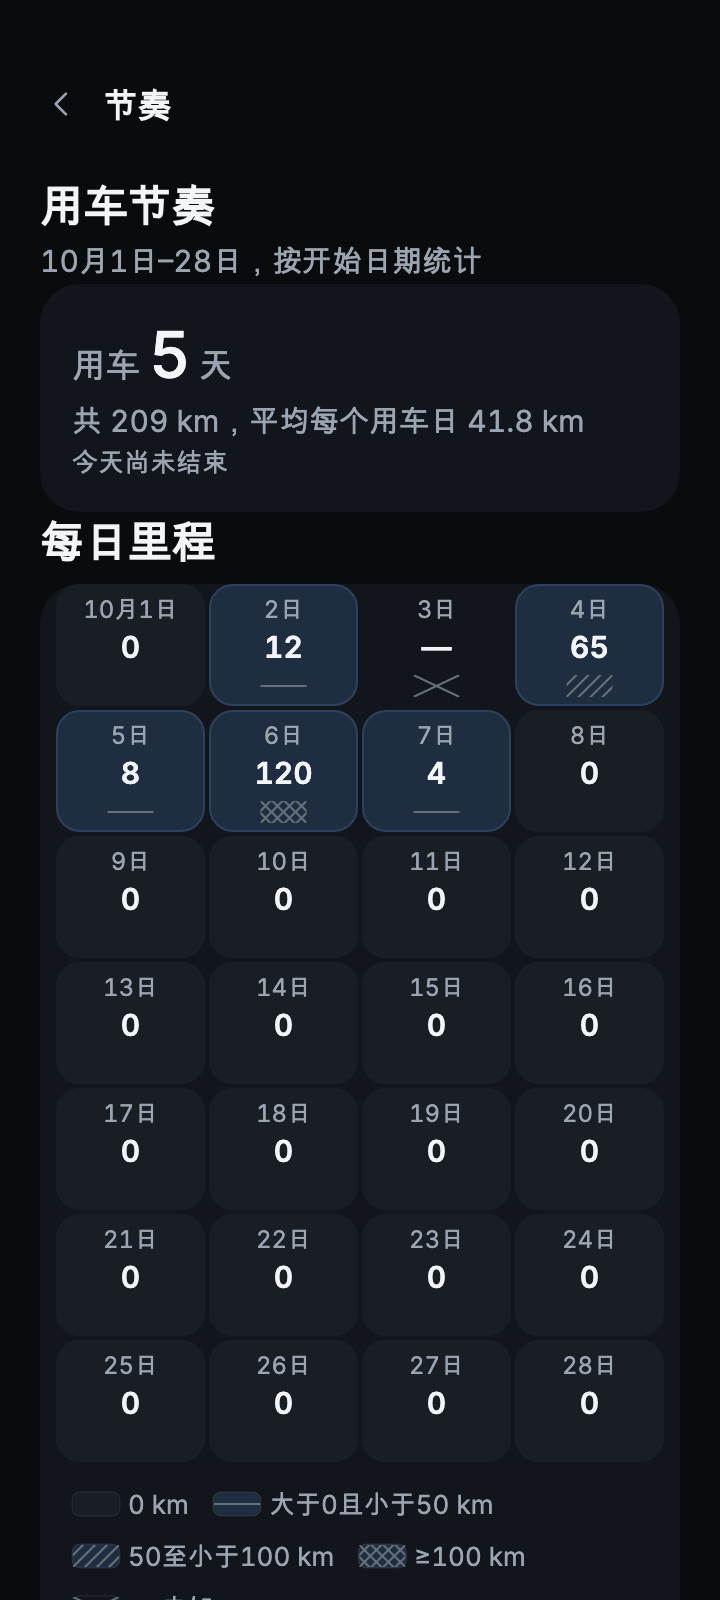 节奏
用车节奏
10月1日–28日，按开始日期统计
用车 5 天
共 209 km，平均每个用车日 41.8 km
今天尚未结束
每日里程
10月1日 2日 3日 4日
0 12 — 65
5日 6日 7日 8日
8 120 4 0
9日 10日 11日 12日
0 0 0 0
13日 14日 15日 16日
0 0 0 0
17日 18日 19日 20日
0 0 0 0
21日 22日 23日 24日
0 0 0 0
25日 26日 27日 28日
0 0 0 0
0 km 大于0且小于50 km
50至小于100 km ≥100 km